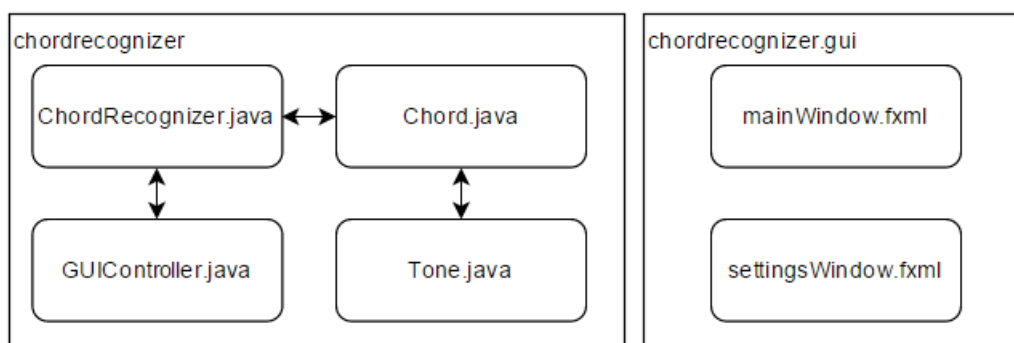 chordrecognizer
ChordRecognizer.java
Chord.java
GUIController.java
Tone.java
chordrecognizer.gui
mainWindow.fxml
settingsWindow.fxml